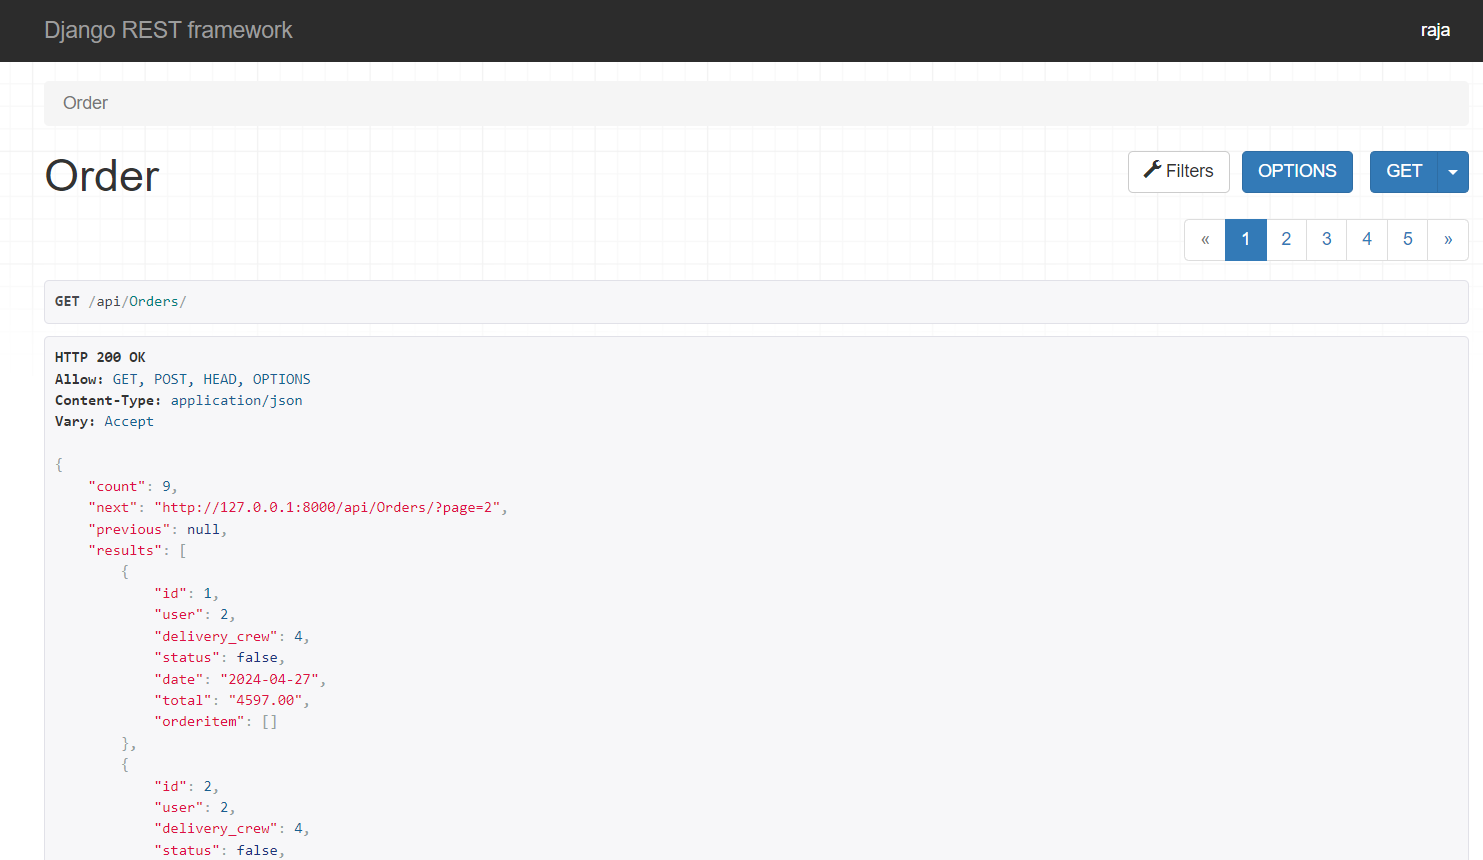 Django REST framework raja
Order
Order
Filters OPTIONS GET
« 1 2 3 4 5 »
GET /api/Orders/
HTTP 200 OK
Allow: GET, POST, HEAD, OPTIONS
Content-Type: application/json
Vary: Accept
{
    "count": 9,
    "next": "http://127.0.0.1:8000/api/Orders/?page=2",
    "previous": null,
    "results": [
        {
            "id": 1,
            "user": 2,
            "delivery_crew": 4,
            "status": false,
            "date": "2024-04-27",
            "total": "4597.00",
            "orderitem": []
        },
        {
            "id": 2,
            "user": 2,
            "delivery_crew": 4,
            "status": false,